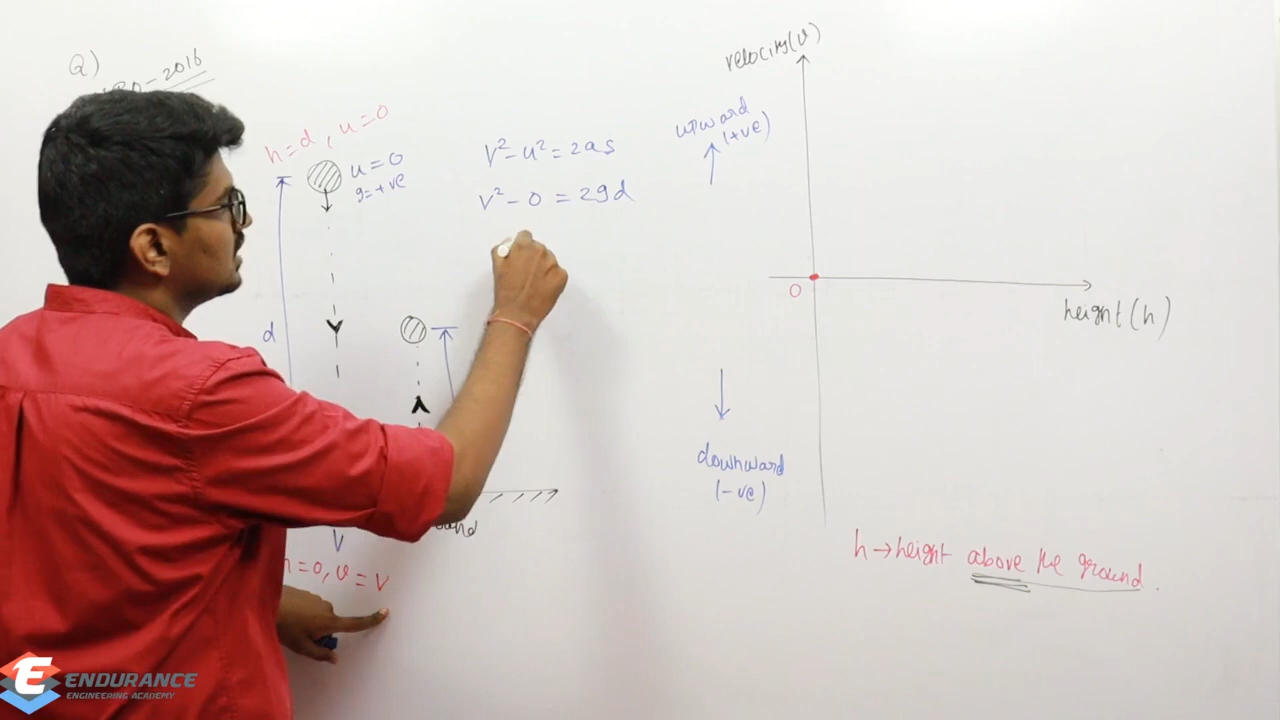 Q)
-2016
h=d, u=0
u=0
g=+ve
d
V
h=0, v=V
V²-u²=2as
V²-0=2gd
velocity(v)
upward
(+ve)
0
height(h)
downward
(-ve)
h→height above the ground.
ENDURANCE
ENGINEERING ACADEMY